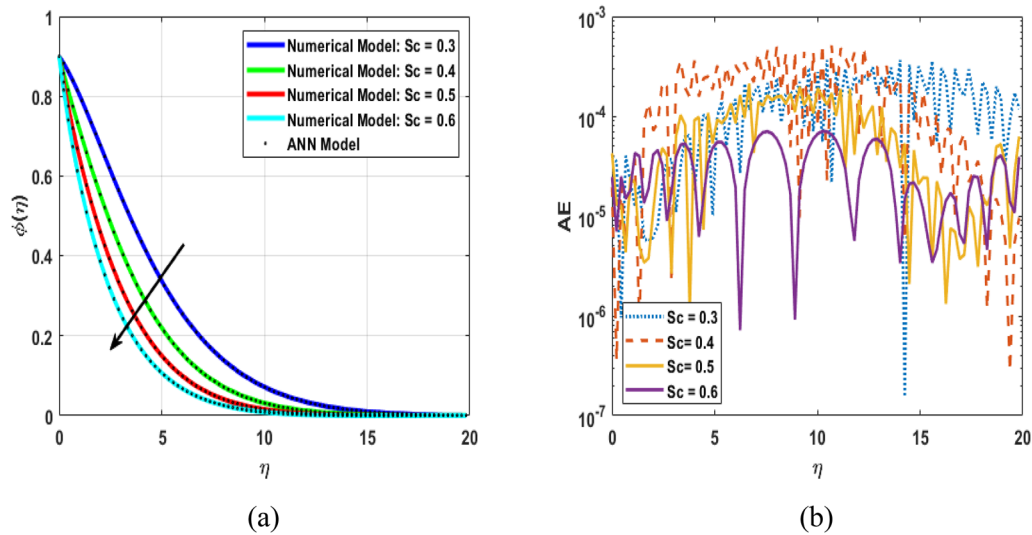 1
0.8
0.6
0.4
0.2
0
ϕ(η)
Numerical Model: Sc = 0.3
Numerical Model: Sc = 0.4
Numerical Model: Sc = 0.5
Numerical Model: Sc = 0.6
ANN Model
0 5 10 15 20
η
(a)
10⁻³
10⁻⁴
10⁻⁵
10⁻⁶
10⁻⁷
AE
Sc = 0.3
Sc= 0.4
Sc= 0.5
Sc = 0.6
0 5 10 15 20
η
(b)